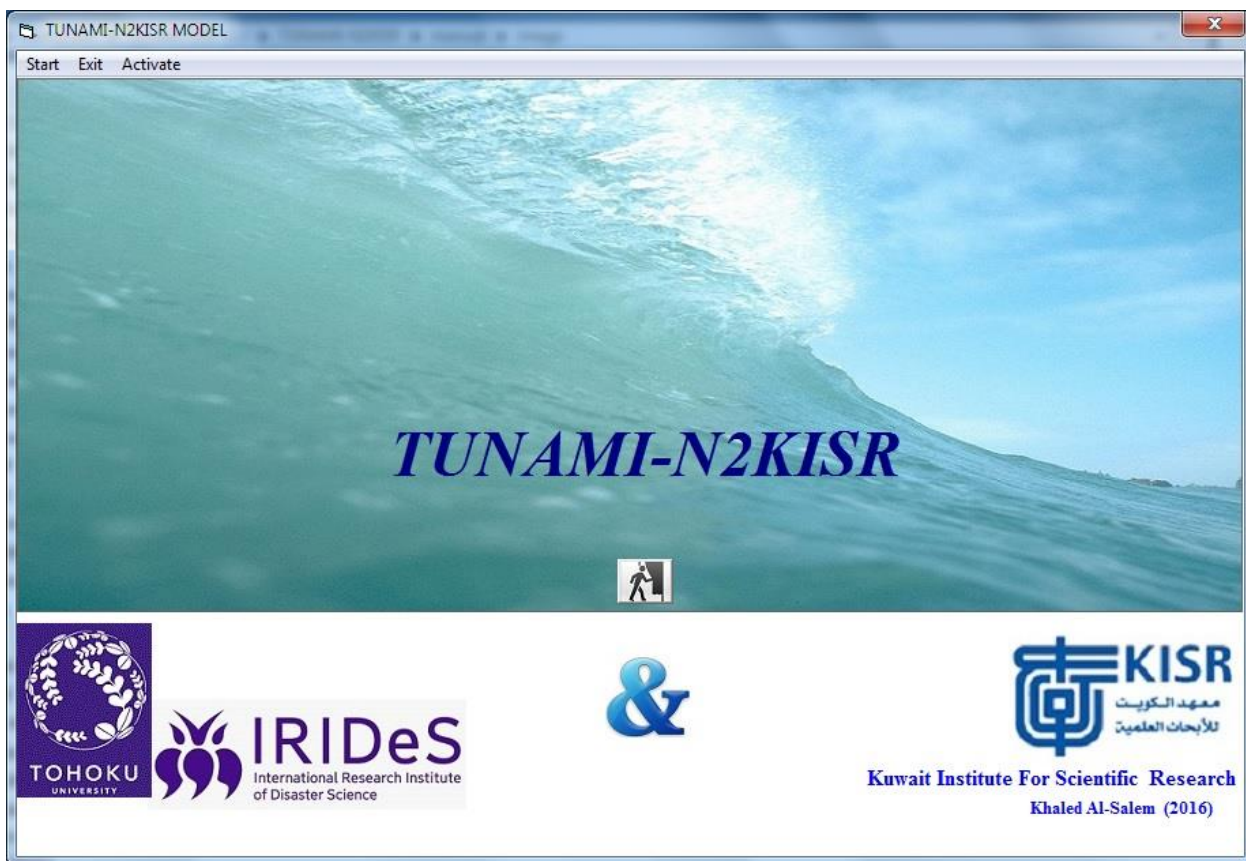 TUNAMI-N2KISR MODEL
Start Exit Activate
TUNAMI-N2KISR
TOHOKU
UNIVERSITY
IRIDeS
International Research Institute
of Disaster Science
&
KISR
معهد الكويت
للأبحاث العلمية
Kuwait Institute For Scientific Research
Khaled Al-Salem (2016)